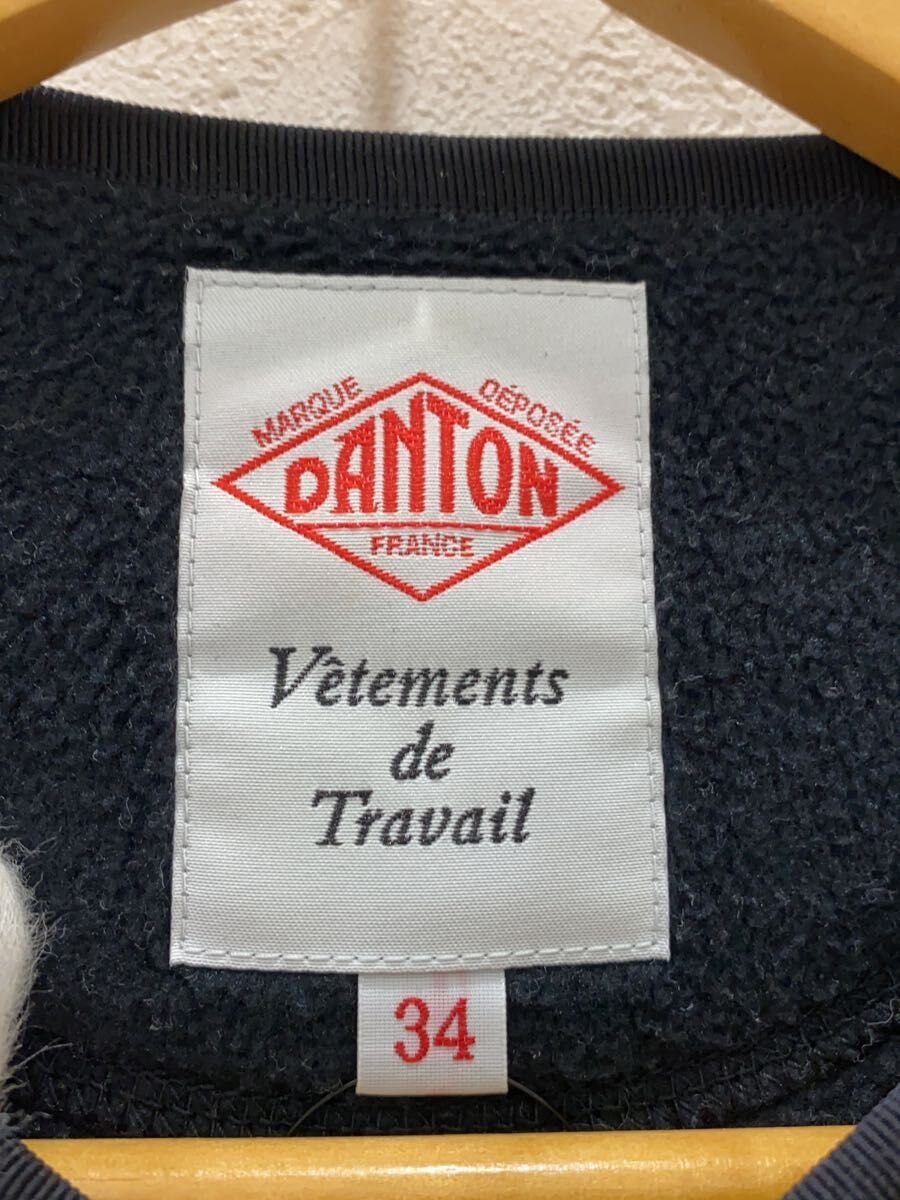 MARQUE DÉPOSÉE
DANTON
FRANCE
Vêtements
de
Travail
34